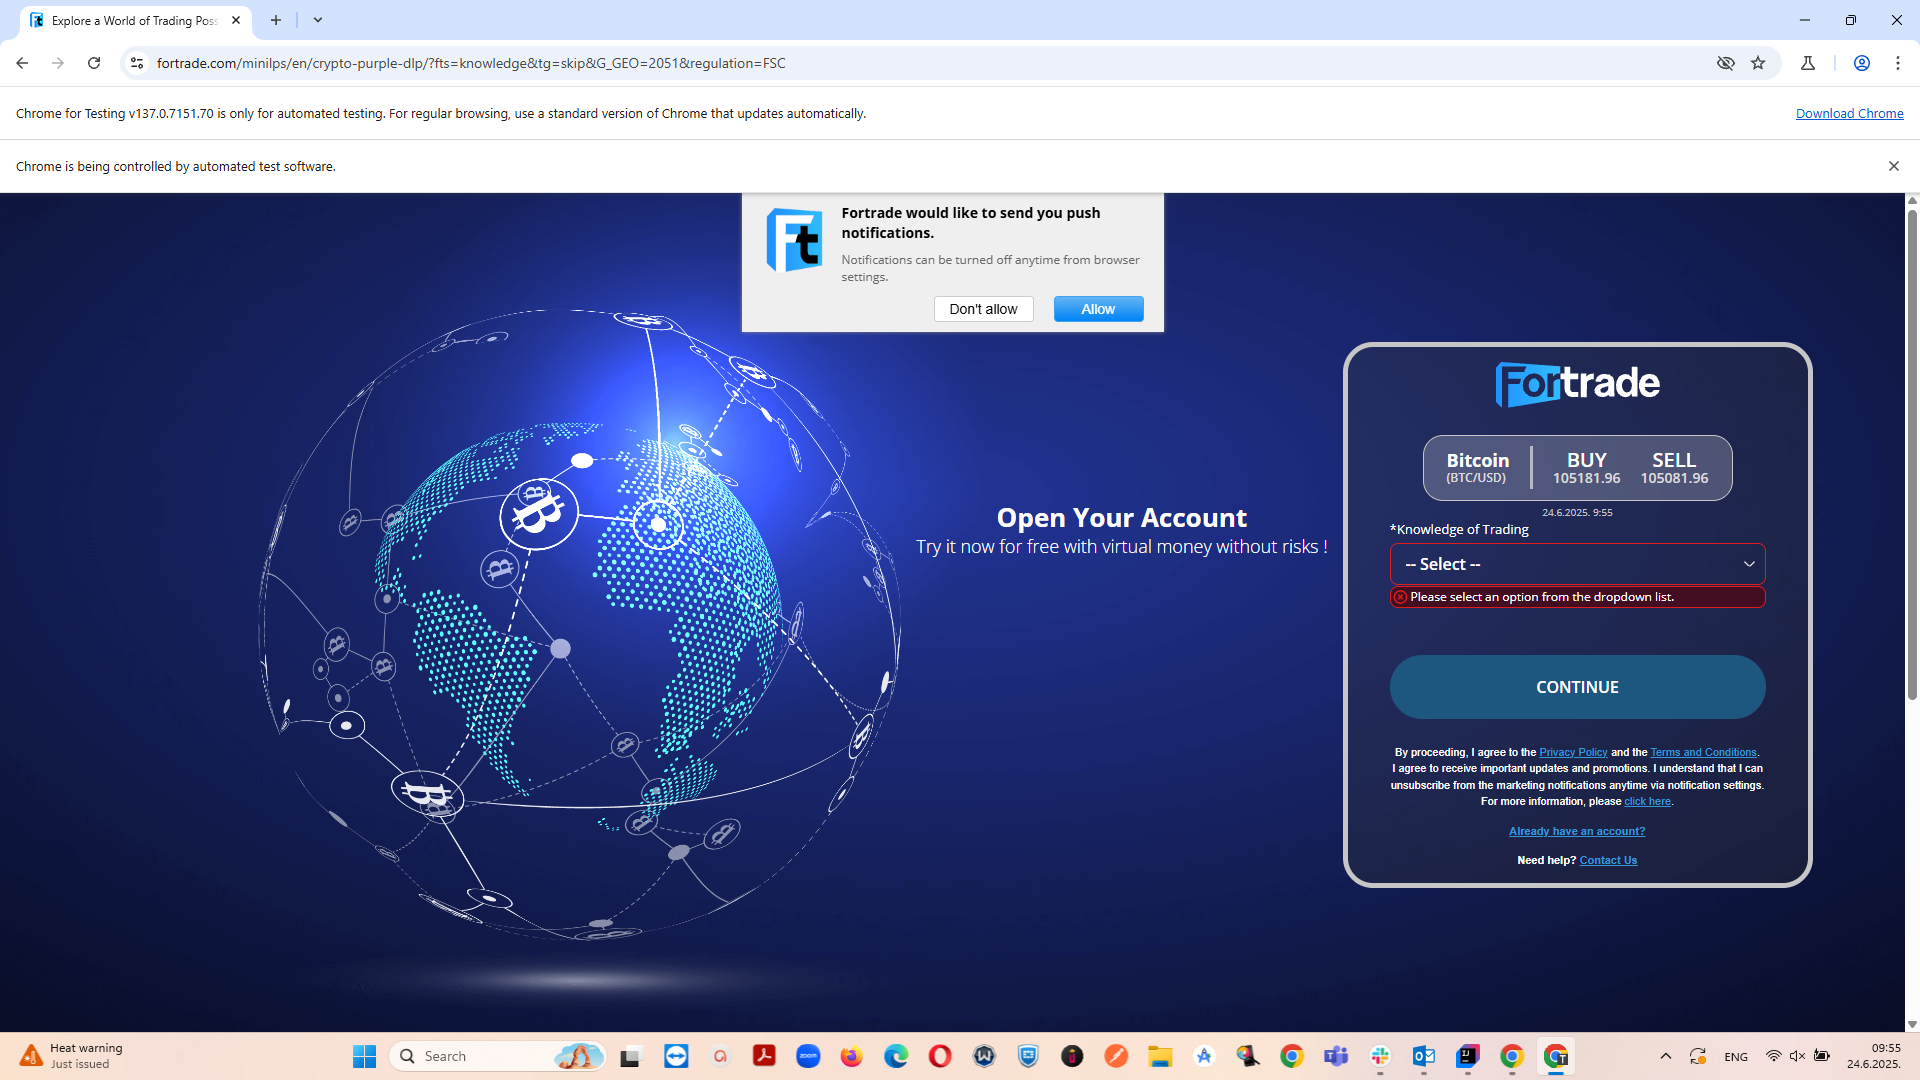 Explore a World of Trading Poss
fortrade.com/minilps/en/crypto-purple-dlp/?fts=knowledge&tg=skip&G_GEO=2051&regulation=FSC
Chrome for Testing v137.0.7151.70 is only for automated testing. For regular browsing, use a standard version of Chrome that updates automatically.
Download Chrome
Chrome is being controlled by automated test software.
Fortrade would like to send you push
notifications.
Notifications can be turned off anytime from browser
settings.
Don't allow
Allow
Fortrade
Bitcoin
(BTC/USD)
BUY
105181.96
SELL
105081.96
24.6.2025. 9:55
Open Your Account
Try it now for free with virtual money without risks !
*Knowledge of Trading
-- Select --
Please select an option from the dropdown list.
CONTINUE
By proceeding, I agree to the Privacy Policy and the Terms and Conditions.
I agree to receive important updates and promotions. I understand that I can
unsubscribe from the marketing notifications anytime via notification settings.
For more information, please click here.
Already have an account?
Need help? Contact Us
Heat warning
Just issued
Search
zoom
ENG
09:55
24.6.2025.